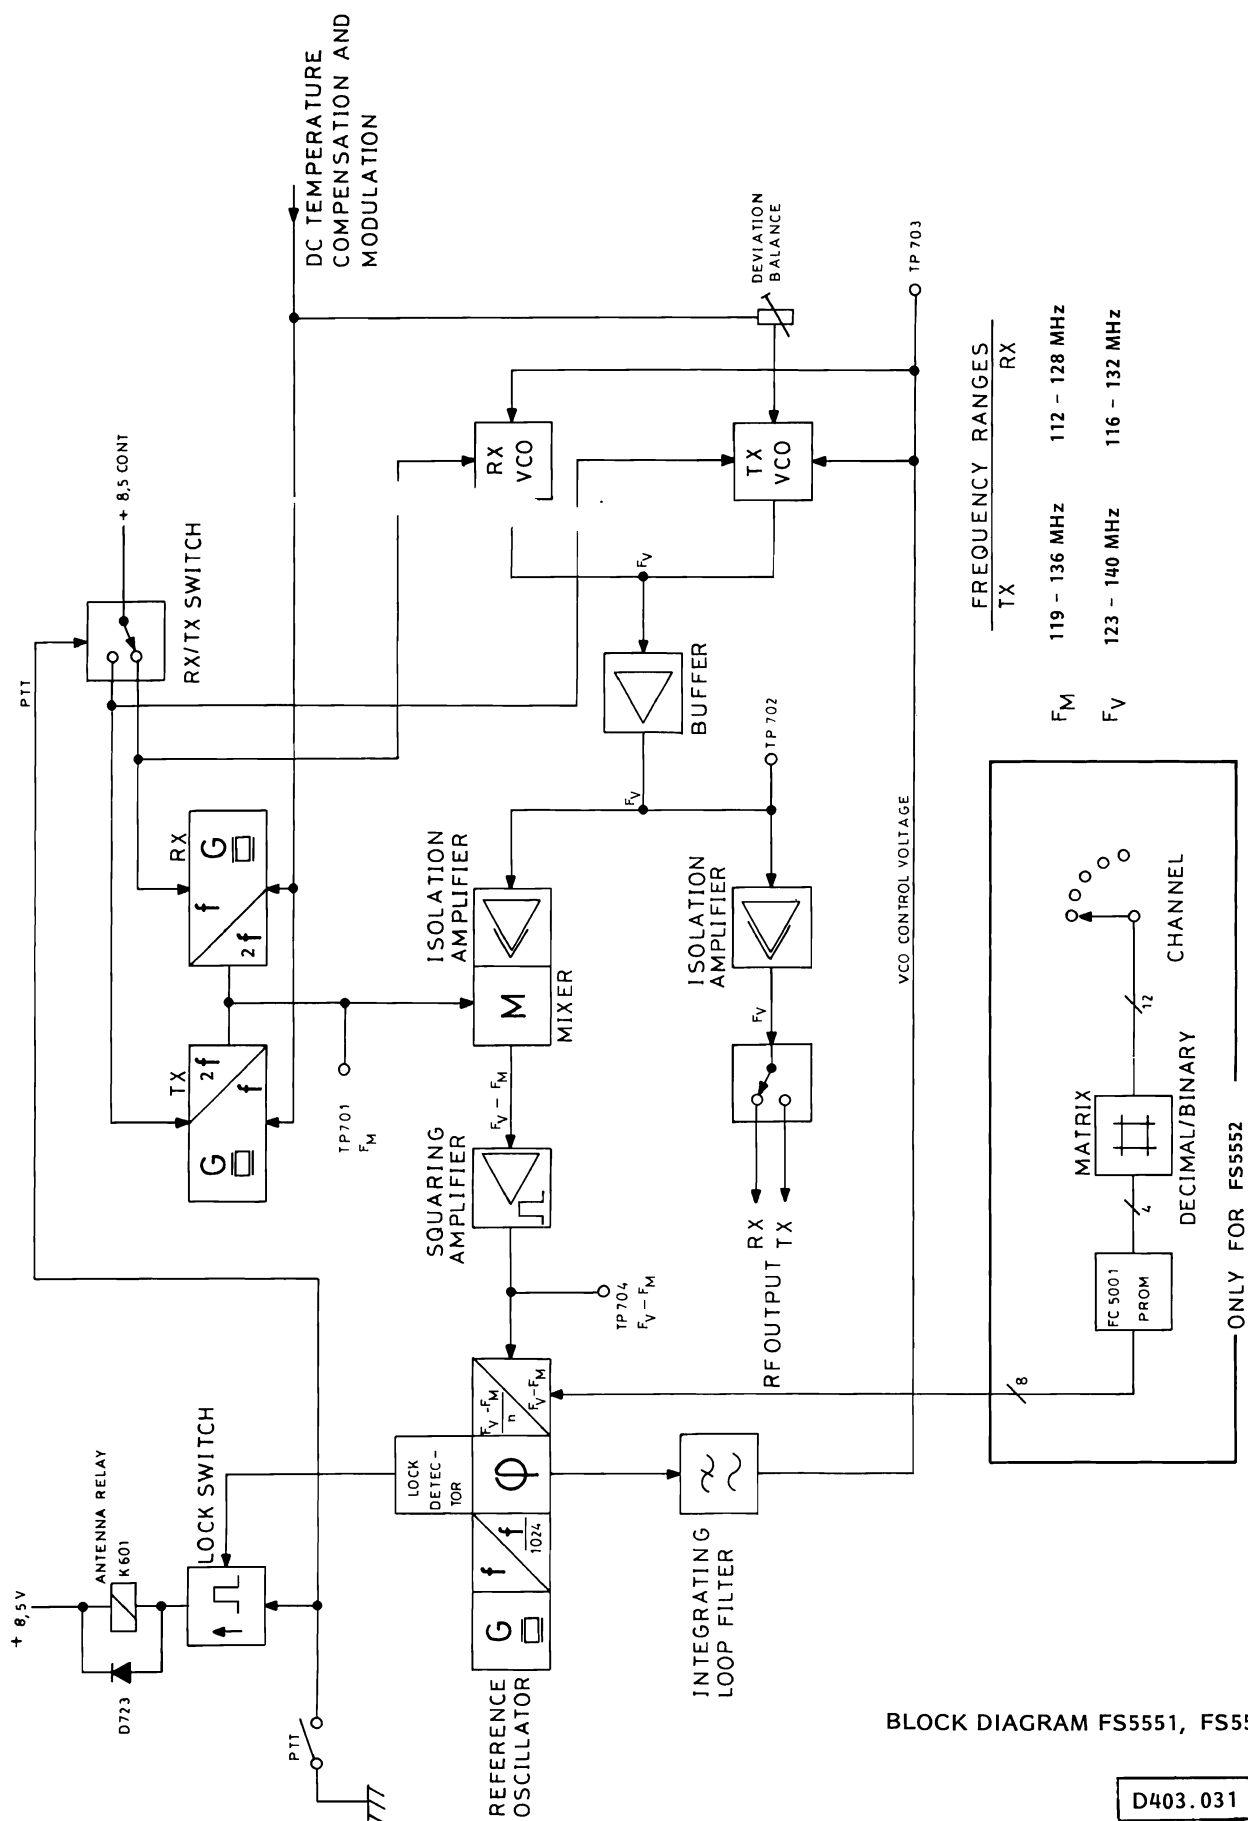 DC TEMPERATURE
COMPENSATION AND
MODULATION
+ 8,5 CONT
PTT
RX/TX SWITCH
DEVIATION
BALANCE
TP 703
RX
VCO
TX
VCO
FV
BUFFER
FV
TP 702
RX
f
2f
G
TX
2f
f
G
TP701
FM
ISOLATION
AMPLIFIER
M
MIXER
FV – FM
SQUARING
AMPLIFIER
TP704
FV – FM
ISOLATION
AMPLIFIER
FV
RF OUTPUT
RX
TX
VCO CONTROL VOLTAGE
+ 8,5V
ANTENNA RELAY
K601
D723
LOCK SWITCH
PTT
LOCK
DETEC-
TOR
FV - FM
n
FV – FM
φ
f
f
1024
G
REFERENCE
OSCILLATOR
INTEGRATING
LOOP FILTER
FREQUENCY RANGES
TX RX
FM 119 – 136 MHz 112 – 128 MHz
FV 123 – 140 MHz 116 – 132 MHz
CHANNEL
12
MATRIX
DECIMAL/BINARY
4
FC 5001
PROM
8
ONLY FOR FS5552
BLOCK DIAGRAM FS5551,
D403.031